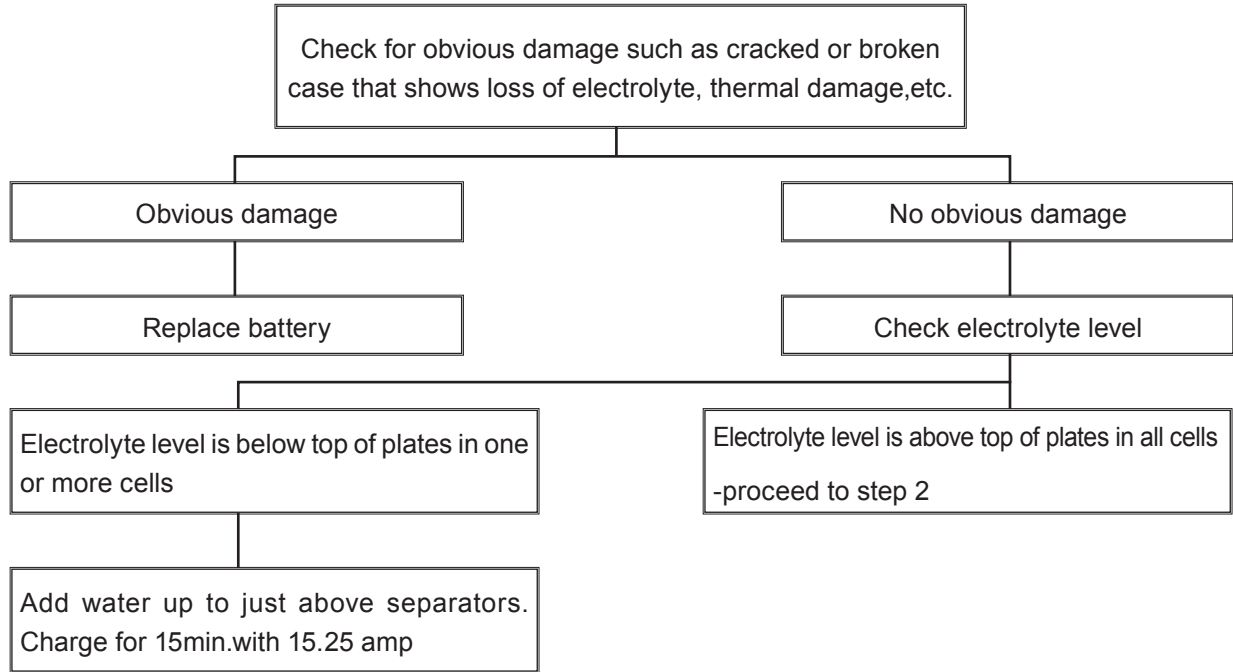 Check for obvious damage such as cracked or broken
case that shows loss of electrolyte, thermal damage,etc.
Obvious damage
No obvious damage
Replace battery
Check electrolyte level
Electrolyte level is below top of plates in one
or more cells
Electrolyte level is above top of plates in all cells
-proceed to step 2
Add water up to just above separators.
Charge for 15min.with 15.25 amp